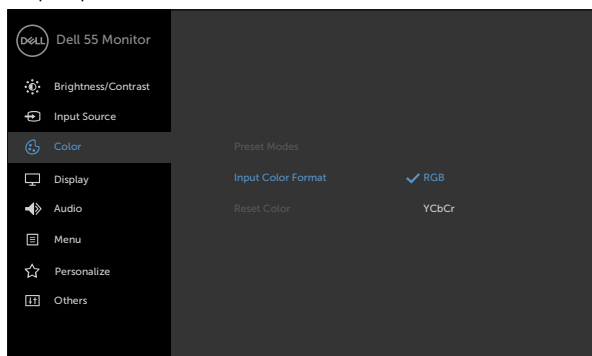 DELL
Dell 55 Monitor
Brightness/Contrast
Input Source
Color
Preset Modes
Display
Input Color Format
RGB
Audio
Reset Color
YCbCr
Menu
Personalize
Others